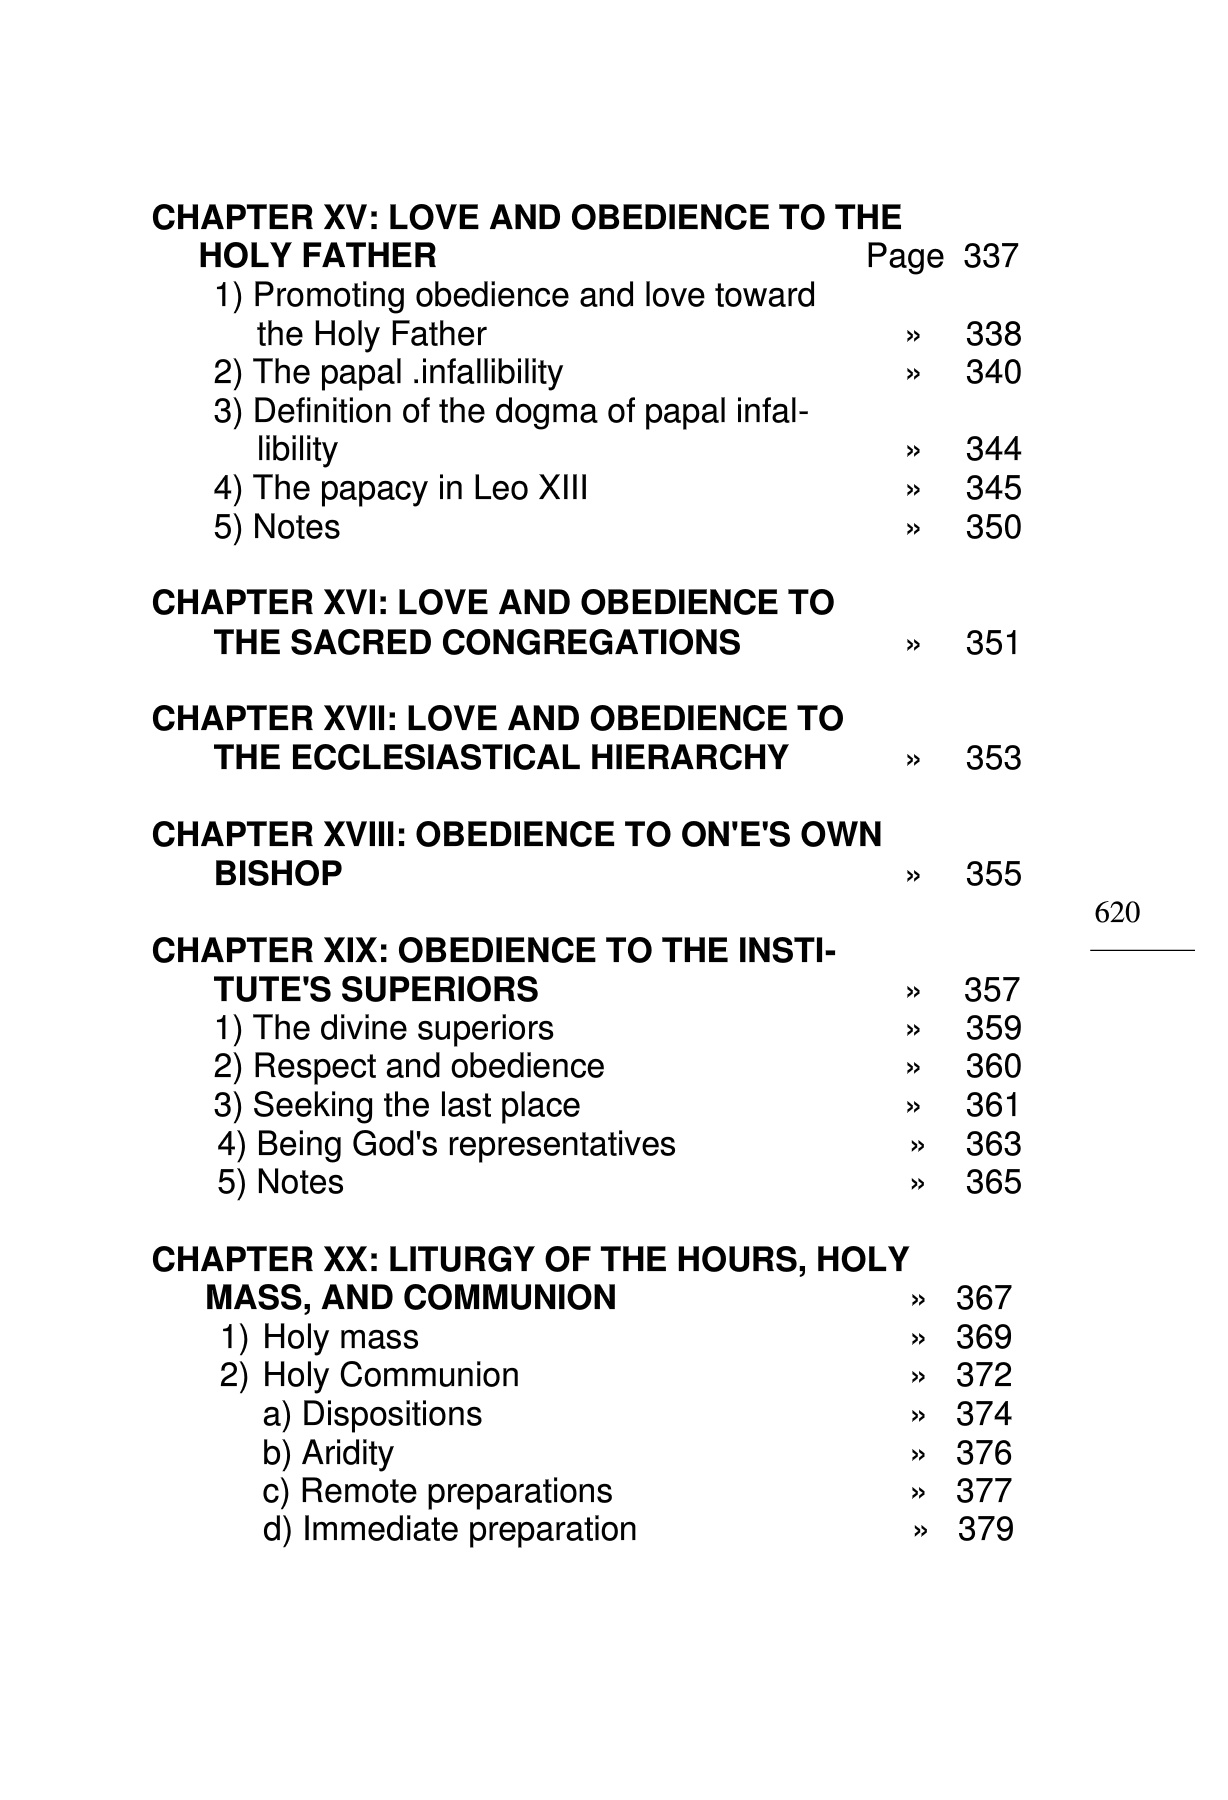 CHAPTER XV: LOVE AND OBEDIENCE TO THE
HOLY FATHER Page 337
1) Promoting obedience and love toward
the Holy Father » 338
2) The papal .infallibility » 340
3) Definition of the dogma of papal infal-
libility » 344
4) The papacy in Leo XIII » 345
5) Notes » 350
CHAPTER XVI: LOVE AND OBEDIENCE TO
THE SACRED CONGREGATIONS » 351
CHAPTER XVII: LOVE AND OBEDIENCE TO
THE ECCLESIASTICAL HIERARCHY » 353
CHAPTER XVIII: OBEDIENCE TO ON'E'S OWN
BISHOP » 355
620
CHAPTER XIX: OBEDIENCE TO THE INSTI-
TUTE'S SUPERIORS » 357
1) The divine superiors » 359
2) Respect and obedience » 360
3) Seeking the last place » 361
4) Being God's representatives » 363
5) Notes » 365
CHAPTER XX: LITURGY OF THE HOURS, HOLY
MASS, AND COMMUNION » 367
1) Holy mass » 369
2) Holy Communion » 372
a) Dispositions » 374
b) Aridity » 376
c) Remote preparations » 377
d) Immediate preparation » 379